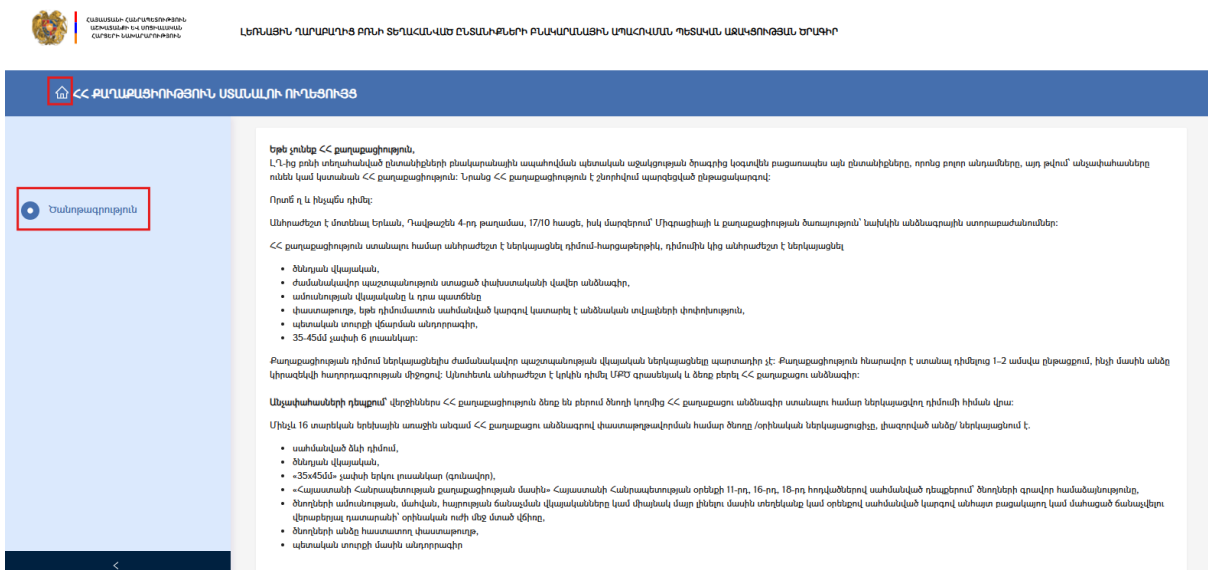 ՀԱՅԱՍՏԱՆԻ ՀԱՆՐԱՊԵՏՈՒԹՅՈՒՆ
ԱՇԽԱՏԱՆՔԻ ԵՎ ՍՈՑԻԱԼԱԿԱՆ
ՀԱՐՑԵՐԻ ՆԱԽԱՐԱՐՈՒԹՅՈՒՆ
ԼԵՌՆԱՅԻՆ ՂԱՐԱԲԱՂԻՑ ԲՌՆԻ ՏԵՂԱՀԱՆՎԱԾ ԸՆՏԱՆԻՔՆԵՐԻ ԲՆԱԿԱՐԱՆԱՅԻՆ ԱՊԱՀՈՎՄԱՆ ՊԵՏԱԿԱՆ ԱՋԱԿՑՈՒԹՅԱՆ ԾՐԱԳԻՐ
ՀՀ ՔԱՂԱՔԱՑԻՈՒԹՅՈՒՆ ՍՏԱՆԱԼՈՒ ՈՒՂԵՑՈՒՅՑ
Ծանոթագրություն
Եթե չունեք ՀՀ քաղաքացիություն,
ԼՂ-ից բռնի տեղահանված ընտանիքների բնակարանային ապահովման պետական աջակցության ծրագրից կօգտվեն բացառապես այն ընտանիքները, որոնց բոլոր անդամները, այդ թվում՝ անչափահասները
ունեն կամ կստանան ՀՀ քաղաքացիություն: Նրանց ՀՀ քաղաքացիություն է շնորհվում պարզեցված ընթացակարգով:
Որտե՞ղ և ինչպե՞ս դիմել:
Անհրաժեշտ է մոտենալ Երևան, Դավթաշեն 4-րդ թաղամաս, 17/10 հասցե, իսկ մարզերում՝ Միգրացիայի և քաղաքացիության ծառայություն՝ նախկին անձնագրային ստորաբաժանումներ:
ՀՀ քաղաքացիություն ստանալու համար անհրաժեշտ է ներկայացնել դիմում-հարցաթերթիկ, դիմումին կից անհրաժեշտ է ներկայացնել
• ծննդյան վկայական,
• ժամանակավոր պաշտպանություն ստացած փախստականի վավեր անձնագիր,
• ամուսնության վկայականը և դրա պատճենը
• փաստաթուղթ, եթե դիմումատուն սահմանված կարգով կատարել է անձնական տվյալների փոփոխություն,
• պետական տուրքի վճարման անդորրագիր,
• 35-45մմ չափսի 6 լուսանկար:
Քաղաքացիության դիմում ներկայացնելիս ժամանակավոր պաշտպանության վկայական ներկայացնելը պարտադիր չէ: Քաղաքացիություն հնարավոր է ստանալ դիմելուց 1–2 ամսվա ընթացքում, ինչի մասին անձը
կիրազեկվի հաղորդագրության միջոցով: Այնուհետև անհրաժեշտ է կրկին դիմել ՄՔԾ գրասենյակ և ձեռք բերել ՀՀ քաղաքացու անձնագիր:
Անչափահասների դեպքում՝ վերջիններս ՀՀ քաղաքացիություն ձեռք են բերում ծնողի կողմից ՀՀ քաղաքացու անձնագիր ստանալու համար ներկայացվող դիմումի հիման վրա:
Մինչև 16 տարեկան երեխային առաջին անգամ ՀՀ քաղաքացու անձնագրով փաստաթղթավորման համար ծնողը /օրինական ներկայացուցիչը, լիազորված անձը/ ներկայացնում է.
• սահմանված ձևի դիմում,
• ծննդյան վկայական,
• «35x45մմ» չափսի երկու լուսանկար (գունավոր),
• «Հայաստանի Հանրապետության քաղաքացիության մասին» Հայաստանի Հանրապետության օրենքի 11-րդ, 16-րդ, 18-րդ հոդվածներով սահմանված դեպքերում՝ ծնողների գրավոր համաձայնությունը,
• ծնողների ամուսնության, մահվան, հայրության ճանաչման վկայականները կամ միայնակ մայր լինելու մասին տեղեկանք կամ օրենքով սահմանված կարգով անհայտ բացակայող կամ մահացած ճանաչվելու
վերաբերյալ դատարանի՝ օրինական ուժի մեջ մտած վճիռը,
• ծնողների անձը հաստատող փաստաթուղթ,
• պետական տուրքի մասին անդորրագիր